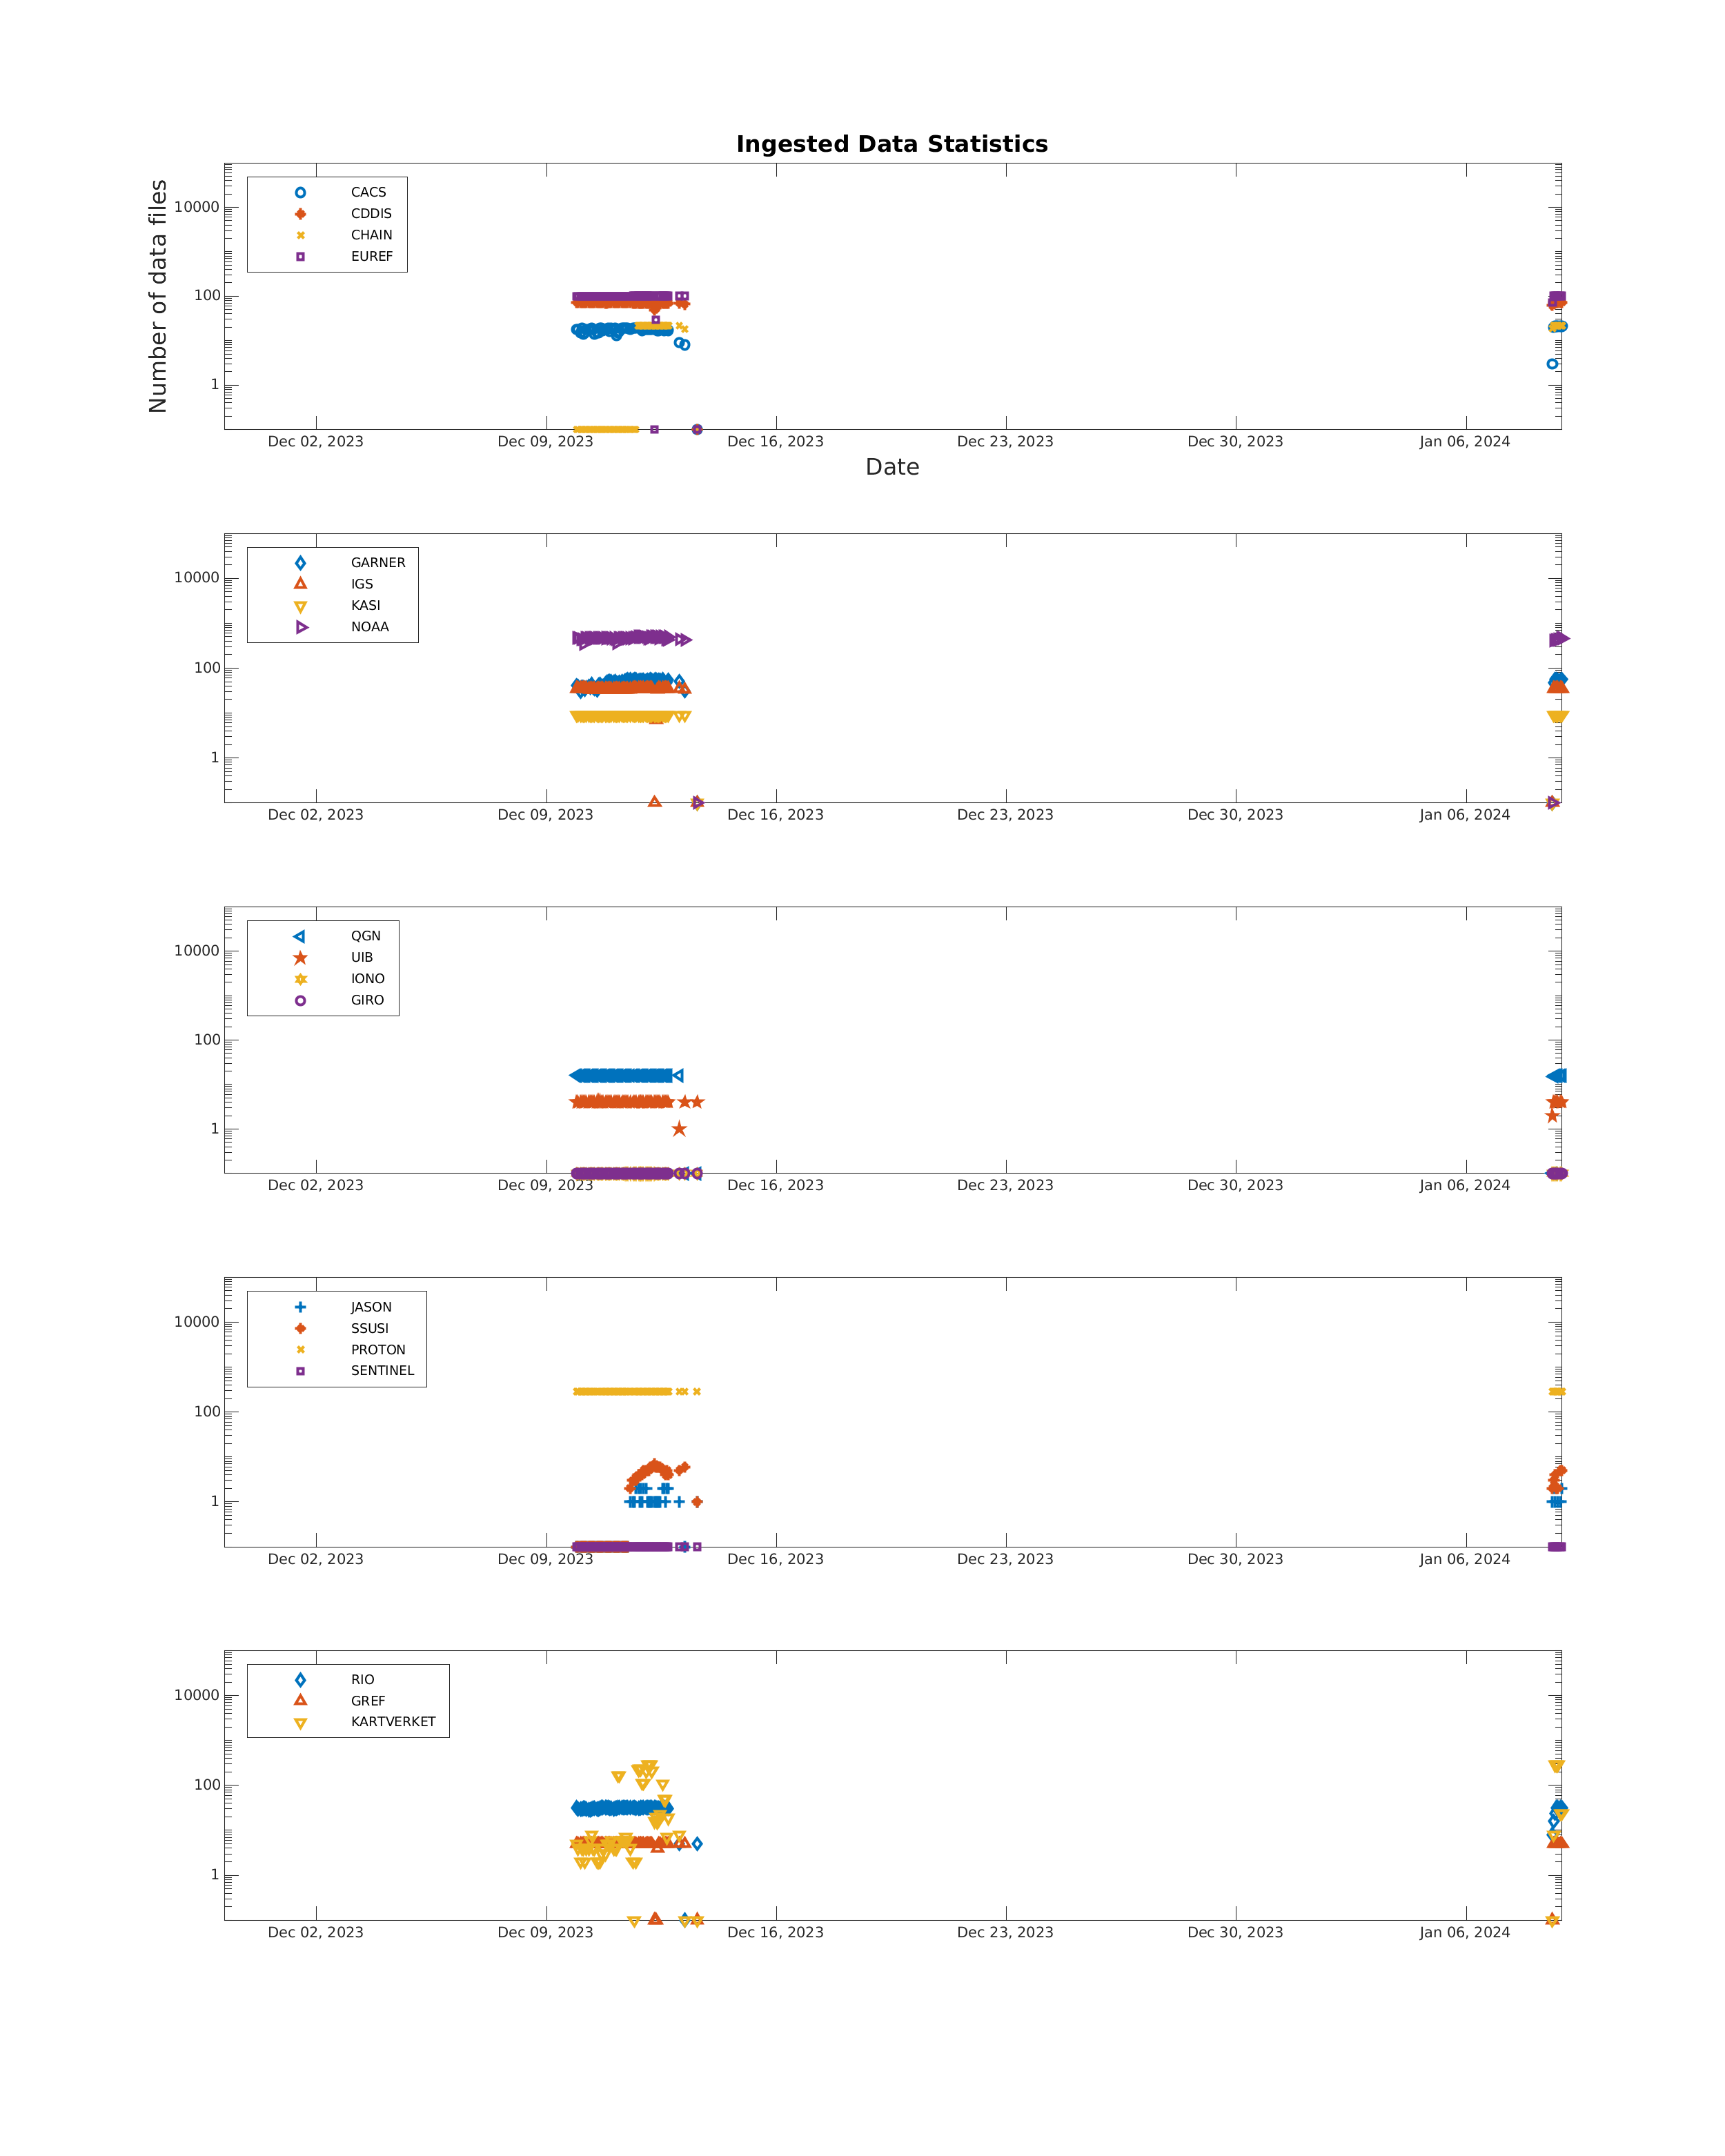 Ingested Data Statistics
Number of data files
10000
100
1
CACS
CDDIS
CHAIN
EUREF
Dec 02, 2023 Dec 09, 2023 Dec 16, 2023 Dec 23, 2023 Dec 30, 2023 Jan 06, 2024
Date
10000
100
1
GARNER
IGS
KASI
NOAA
Dec 02, 2023 Dec 09, 2023 Dec 16, 2023 Dec 23, 2023 Dec 30, 2023 Jan 06, 2024
10000
100
1
QGN
UIB
IONO
GIRO
Dec 02, 2023 Dec 09, 2023 Dec 16, 2023 Dec 23, 2023 Dec 30, 2023 Jan 06, 2024
10000
100
1
JASON
SSUSI
PROTON
SENTINEL
Dec 02, 2023 Dec 09, 2023 Dec 16, 2023 Dec 23, 2023 Dec 30, 2023 Jan 06, 2024
10000
100
1
RIO
GREF
KARTVERKET
Dec 02, 2023 Dec 09, 2023 Dec 16, 2023 Dec 23, 2023 Dec 30, 2023 Jan 06, 2024